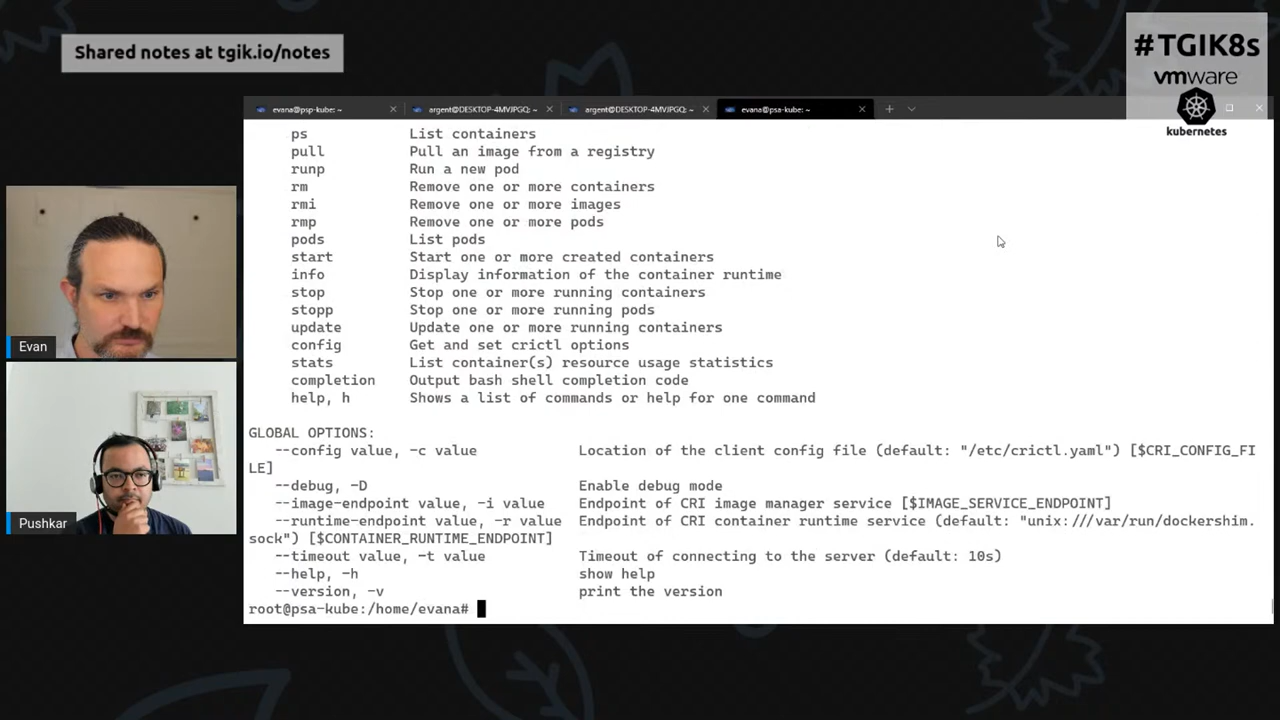 Shared notes at tgik.io/notes
#TGIK8s
vmware
kubernetes
evana@psp-kube: ~
argent@DESKTOP-4MVJPGQ: ~
argent@DESKTOP-4MVJPGQ: ~
evana@psa-kube: ~
ps List containers
pull Pull an image from a registry
runp Run a new pod
rm Remove one or more containers
rmi Remove one or more images
rmp Remove one or more pods
pods List pods
start Start one or more created containers
info Display information of the container runtime
stop Stop one or more running containers
stopp Stop one or more running pods
update Update one or more running containers
config Get and set crictl options
stats List container(s) resource usage statistics
completion Output bash shell completion code
help, h Shows a list of commands or help for one command
GLOBAL OPTIONS:
--config value, -c value Location of the client config file (default: "/etc/crictl.yaml") [$CRI_CONFIG_FI
LE]
--debug, -D Enable debug mode
--image-endpoint value, -i value Endpoint of CRI image manager service [$IMAGE_SERVICE_ENDPOINT]
--runtime-endpoint value, -r value Endpoint of CRI container runtime service (default: "unix:///var/run/dockershim.
sock") [$CONTAINER_RUNTIME_ENDPOINT]
--timeout value, -t value Timeout of connecting to the server (default: 10s)
--help, -h show help
--version, -v print the version
root@psa-kube:/home/evana#
Evan
Pushkar